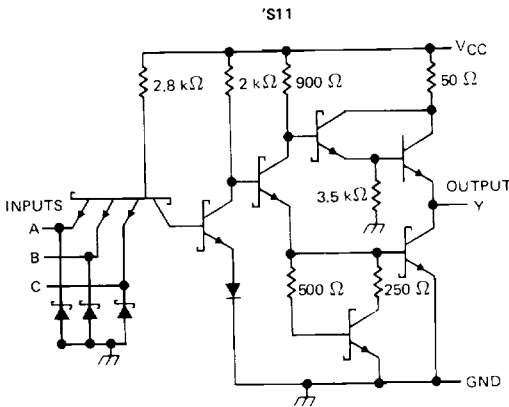 'S11
VCC
2.8 kΩ
2 kΩ
900 Ω
50 Ω
3.5 kΩ
INPUTS
OUTPUT
A
Y
B
C
500 Ω
250 Ω
GND